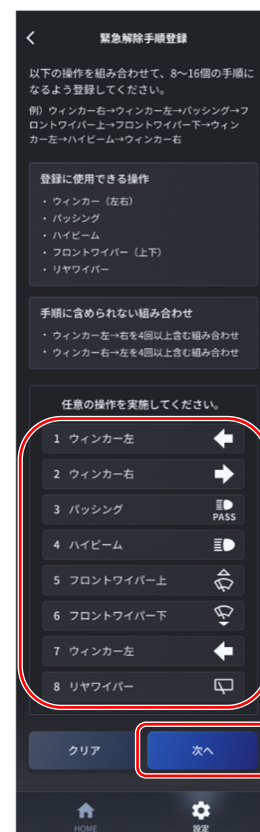 緊急解除手順登録
以下の操作を組み合わせて、8〜16個の手順に
なるよう登録してください。
例）ウィンカー右→ウィンカー左→パッシング→フ
ロントワイパー上→フロントワイパー下→ウィン
カー左→ハイビーム→ウィンカー右
登録に使用できる操作
・ウィンカー（左右）
・パッシング
・ハイビーム
・フロントワイパー（上下）
・リヤワイパー
手順に含められない組み合わせ
・ウィンカー左→右を4回以上含む組み合わせ
・ウィンカー右→左を4回以上含む組み合わせ
任意の操作を実施してください。
1 ウィンカー左
2 ウィンカー右
3 パッシング PASS
4 ハイビーム
5 フロントワイパー上
6 フロントワイパー下
7 ウィンカー左
8 リヤワイパー
クリア 次へ
HOME 設定